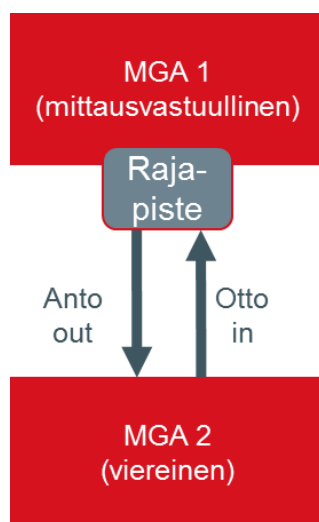 MGA 1
(mittausvastuullinen)
Raja-
piste
Anto
out
Otto
in
MGA 2
(viereinen)